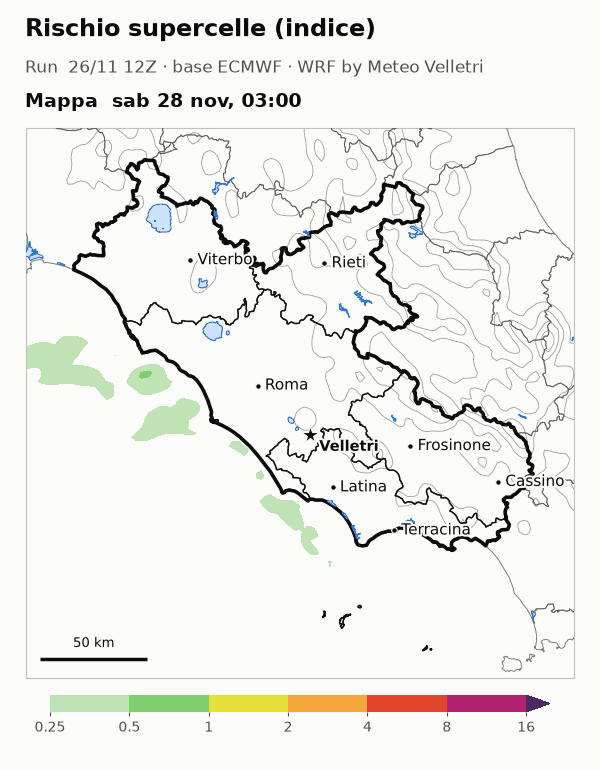 Rischio supercelle (indice)
Run  26/11 12Z · base ECMWF · WRF by Meteo Velletri
Mappa  sab 28 nov, 03:00
Viterbo
Rieti
Roma
Velletri
Frosinone
Cassino
Latina
Terracina
50 km
0.25 0.5 1 2 4 8 16